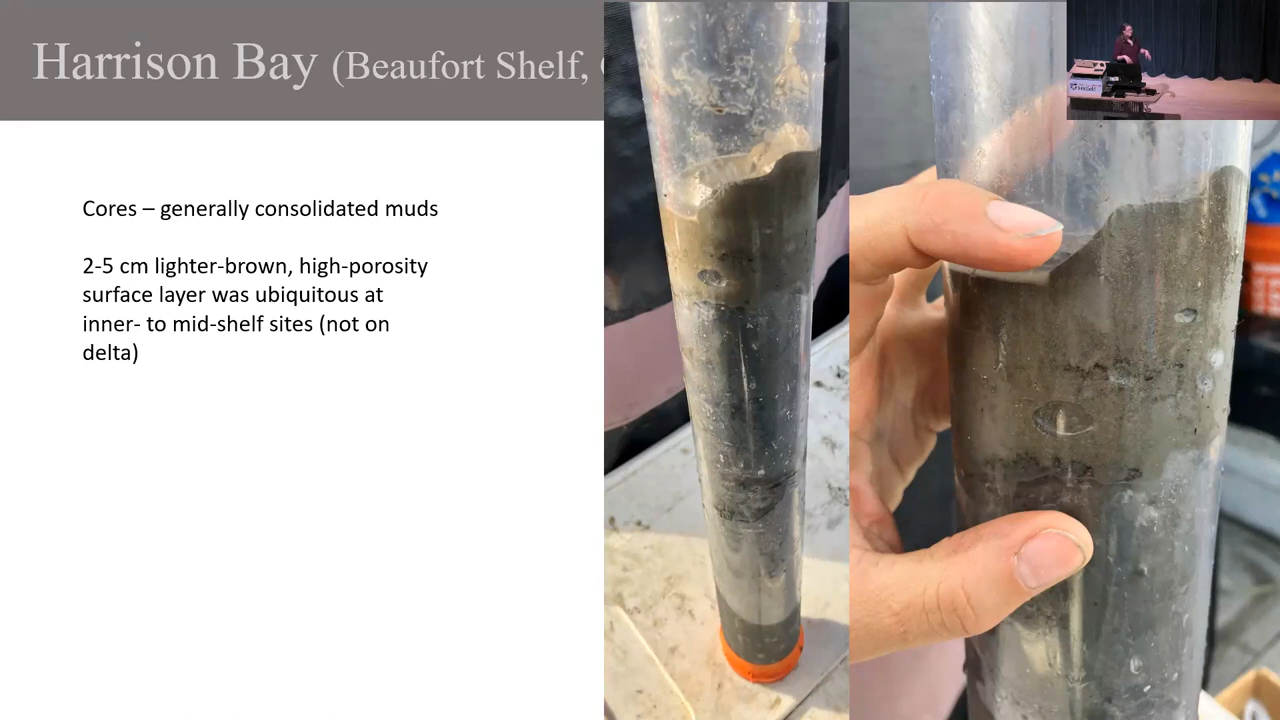 Harrison Bay (Beaufort Shelf,
Cores – generally consolidated muds
2-5 cm lighter-brown, high-porosity
surface layer was ubiquitous at
inner- to mid-shelf sites (not on
delta)